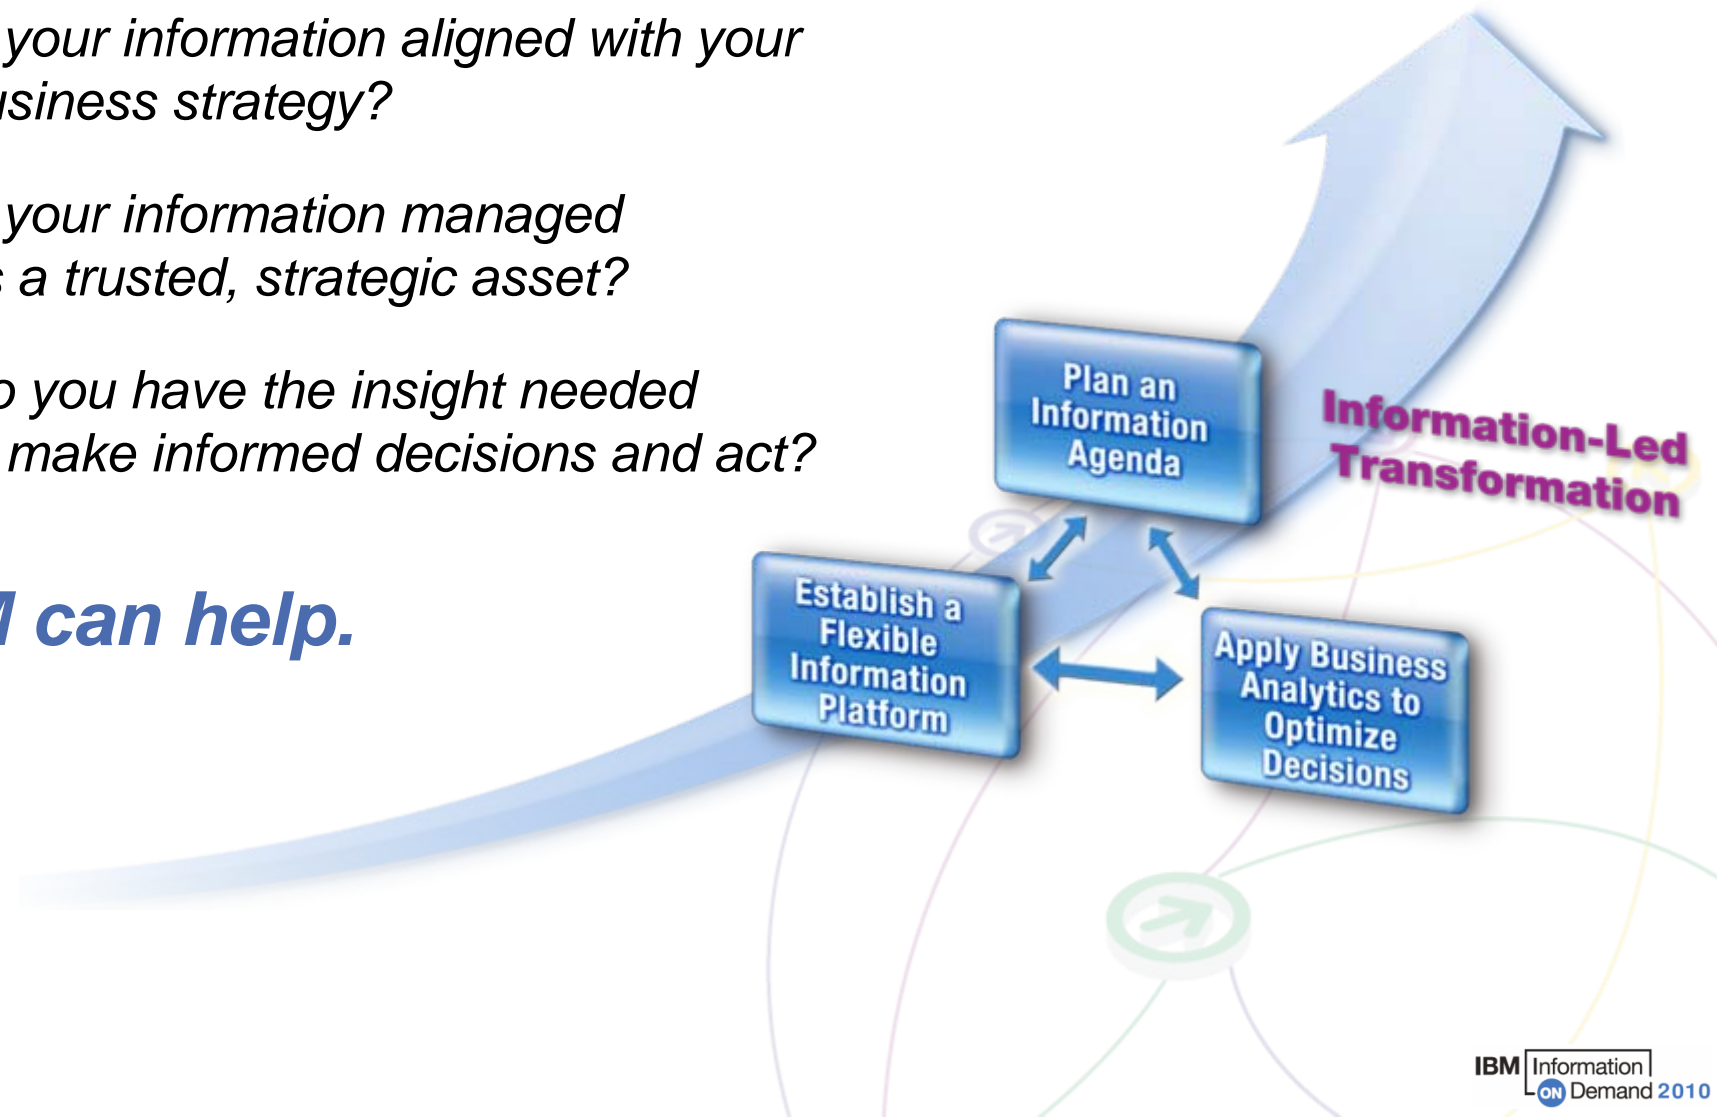 your information aligned with your
usiness strategy?
your information managed
s a trusted, strategic asset?
o you have the insight needed
make informed decisions and act?
M can help.
Plan an
Information
Agenda
Information-Led
Transformation
Establish a
Flexible
Information
Platform
Apply Business
Analytics to
Optimize
Decisions
IBM Information
ON Demand 2010